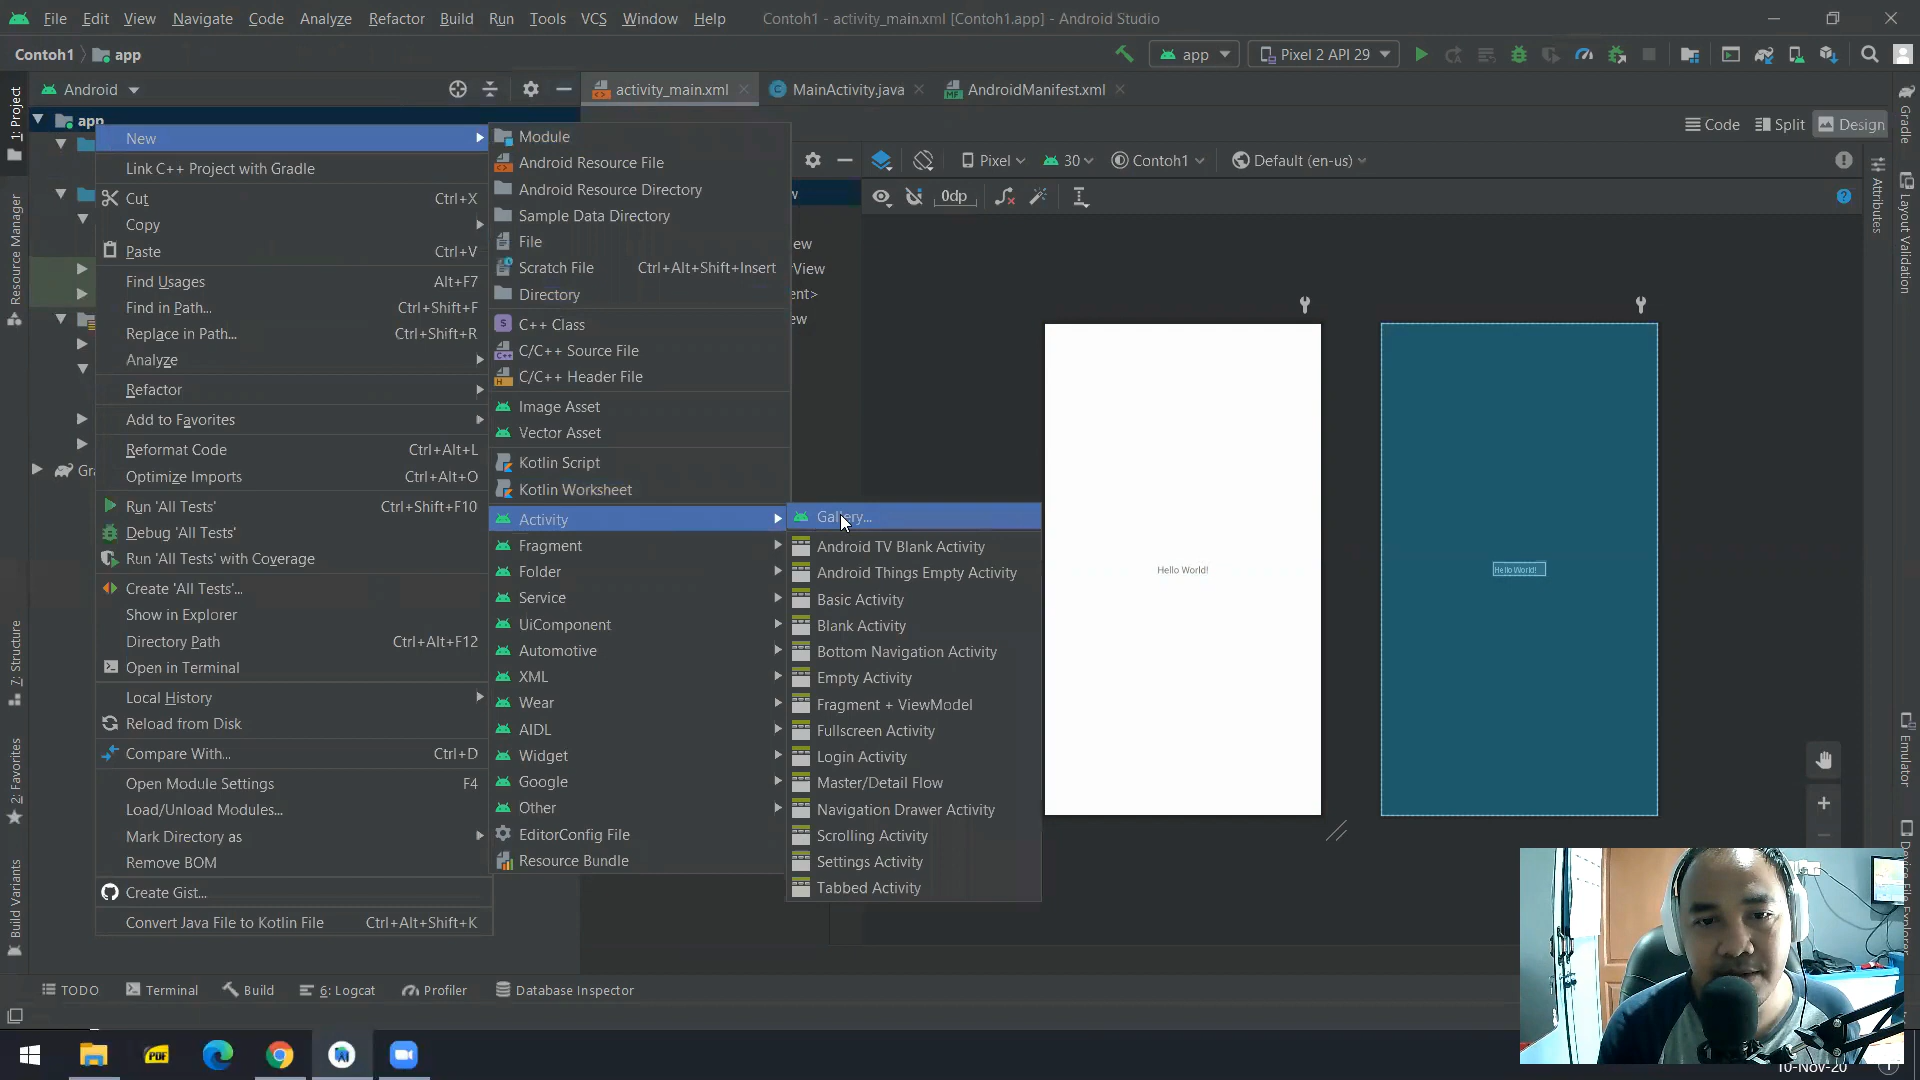 File Edit View Navigate Code Analyze Refactor Build Run Tools VCS Window Help Contoh1 - activity_main.xml [Contoh1.app] - Android Studio
Contoh1 app
app Pixel 2 API 29
Android
activity_main.xml MainActivity.java AndroidManifest.xml
Code Split Design
Pixel 30 Contoh1 Default (en-us)
0dp
1: Project
Resource Manager
7: Structure
2: Favorites
Build Variants
app
New
Link C++ Project with Gradle
Cut Ctrl+X
Copy
Paste Ctrl+V
Find Usages Alt+F7
Find in Path... Ctrl+Shift+F
Replace in Path... Ctrl+Shift+R
Analyze
Refactor
Add to Favorites
Reformat Code Ctrl+Alt+L
Optimize Imports Ctrl+Alt+O
Run 'All Tests' Ctrl+Shift+F10
Debug 'All Tests'
Run 'All Tests' with Coverage
Create 'All Tests'...
Show in Explorer
Directory Path Ctrl+Alt+F12
Open in Terminal
Local History
Reload from Disk
Compare With... Ctrl+D
Open Module Settings F4
Load/Unload Modules...
Mark Directory as
Remove BOM
Create Gist...
Convert Java File to Kotlin File Ctrl+Alt+Shift+K
Module
Android Resource File
Android Resource Directory
Sample Data Directory
File
Scratch File Ctrl+Alt+Shift+Insert
Directory
C++ Class
C/C++ Source File
C/C++ Header File
Image Asset
Vector Asset
Kotlin Script
Kotlin Worksheet
Activity
Fragment
Folder
Service
UiComponent
Automotive
XML
Wear
AIDL
Widget
Google
Other
EditorConfig File
Resource Bundle
Gallery...
Android TV Blank Activity
Android Things Empty Activity
Basic Activity
Blank Activity
Bottom Navigation Activity
Empty Activity
Fragment + ViewModel
Fullscreen Activity
Login Activity
Master/Detail Flow
Navigation Drawer Activity
Scrolling Activity
Settings Activity
Tabbed Activity
Hello World!
Hello World!
Gradle
Attributes
Layout Validation
Emulator
Device File Explorer
TODO Terminal Build 6: Logcat Profiler Database Inspector
PDF
10-Nov-20